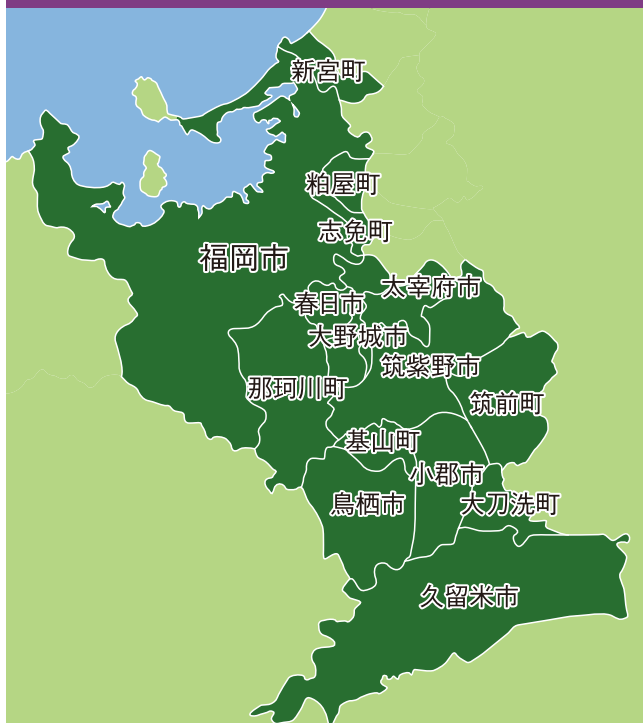 新宮町
粕屋町
志免町
福岡市
太宰府市
春日市
大野城市
筑紫野市
那珂川町
筑前町
基山町
小郡市
鳥栖市
大刀洗町
久留米市